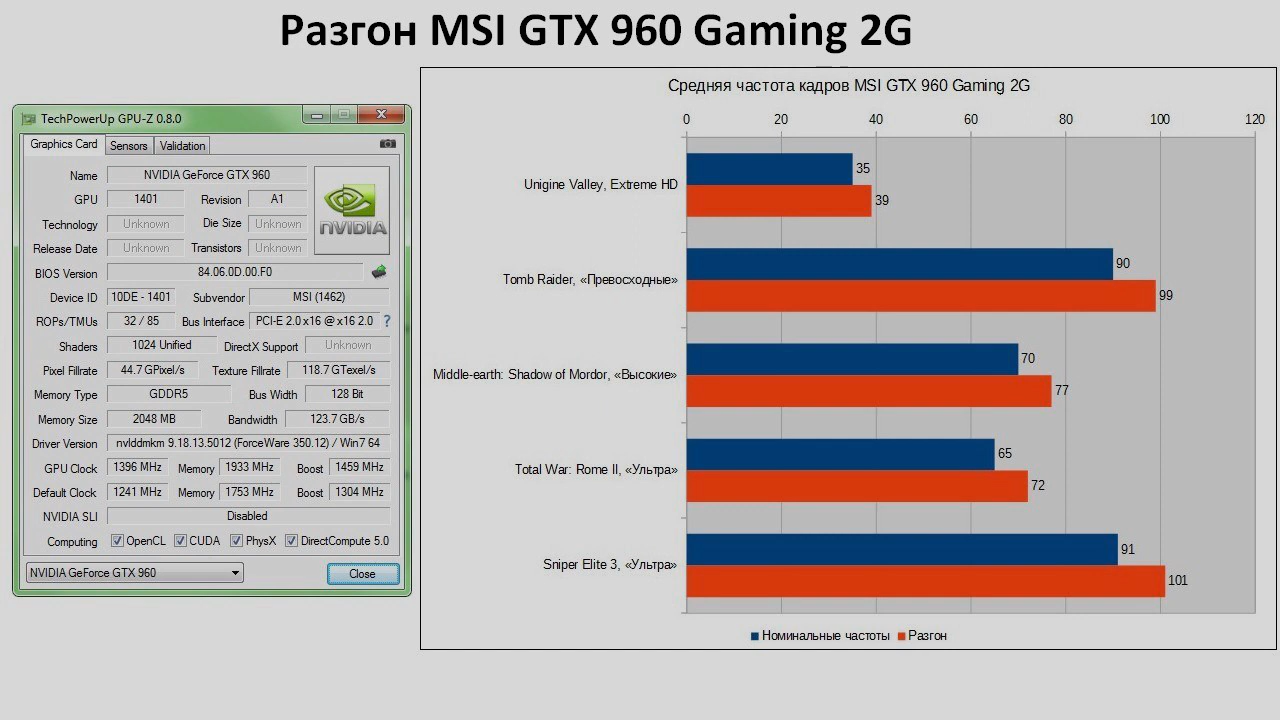 Разгон MSI GTX 960 Gaming 2G
TechPowerUp GPU-Z 0.8.0
Graphics Card Sensors Validation
Name NVIDIA GeForce GTX 960
GPU 1401 Revision A1
Technology Unknown Die Size Unknown
Release Date Unknown Transistors Unknown
NVIDIA
BIOS Version 84.06.0D.00.F0
Device ID 10DE - 1401 Subvendor MSI (1462)
ROPs/TMUs 32 / 85 Bus Interface PCI-E 2.0 x16 @ x16 2.0 ?
Shaders 1024 Unified DirectX Support Unknown
Pixel Fillrate 44.7 GPixel/s Texture Fillrate 118.7 GTexel/s
Memory Type GDDR5 Bus Width 128 Bit
Memory Size 2048 MB Bandwidth 123.7 GB/s
Driver Version nvlddmkm 9.18.13.5012 (ForceWare 350.12) / Win7 64
GPU Clock 1396 MHz Memory 1933 MHz Boost 1459 MHz
Default Clock 1241 MHz Memory 1753 MHz Boost 1304 MHz
NVIDIA SLI Disabled
Computing OpenCL CUDA PhysX DirectCompute 5.0
NVIDIA GeForce GTX 960 Close
Средняя частота кадров MSI GTX 960 Gaming 2G
0 20 40 60 80 100 120
Unigine Valley, Extreme HD
35
39
Tomb Raider, «Превосходные»
90
99
Middle-earth: Shadow of Mordor, «Высокие»
70
77
Total War: Rome II, «Ультра»
65
72
Sniper Elite 3, «Ультра»
91
101
Номинальные частоты Разгон